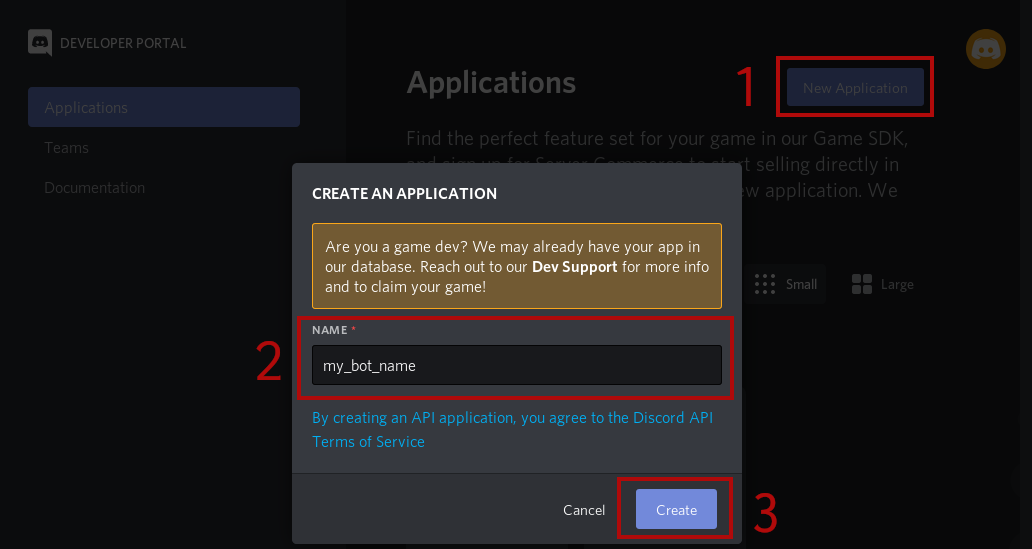 DEVELOPER PORTAL
Applications
Teams
Documentation
Applications
1
New Application
Find the perfect feature set for your game in our Game SDK,
and sign up for Server Commerce to start selling directly in
new application. We
Small
Large
CREATE AN APPLICATION
Are you a game dev? We may already have your app in
our database. Reach out to our Dev Support for more info
and to claim your game!
2
NAME *
my_bot_name
By creating an API application, you agree to the Discord API
Terms of Service
Cancel
Create
3